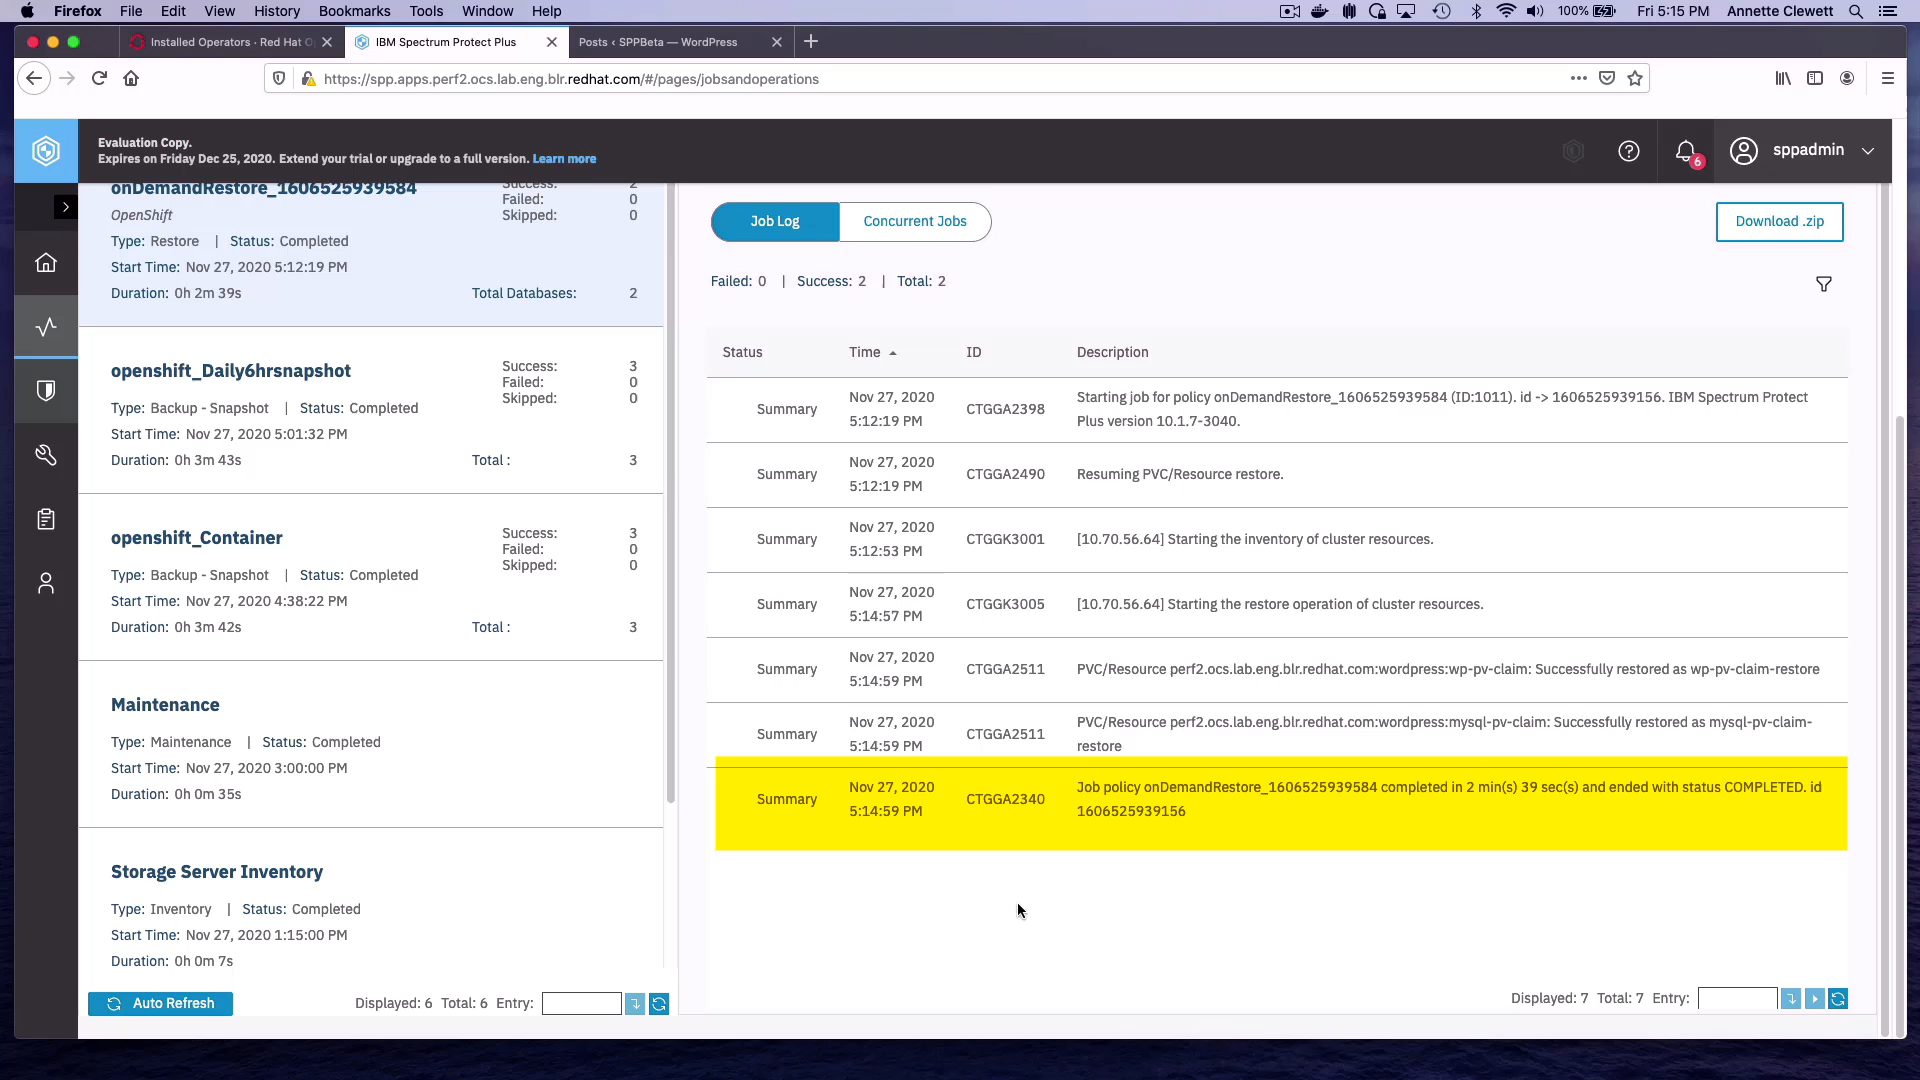 Firefox File Edit View History Bookmarks Tools Window Help 100% Fri 5:15 PM Annette Clewett
Installed Operators · Red Hat O IBM Spectrum Protect Plus Posts ‹ SPPBeta — WordPress
https://spp.apps.perf2.ocs.lab.eng.blr.redhat.com/#/pages/jobsandoperations
Evaluation Copy.
Expires on Friday Dec 25, 2020. Extend your trial or upgrade to a full version. Learn more
6 sppadmin
onDemandRestore_1606525939584
OpenShift
Success: 2
Failed: 0
Skipped: 0
Type: Restore | Status: Completed
Start Time: Nov 27, 2020 5:12:19 PM
Duration: 0h 2m 39s Total Databases: 2
openshift_Daily6hrsnapshot
Success: 3
Failed: 0
Skipped: 0
Type: Backup - Snapshot | Status: Completed
Start Time: Nov 27, 2020 5:01:32 PM
Duration: 0h 3m 43s Total : 3
openshift_Container
Success: 3
Failed: 0
Skipped: 0
Type: Backup - Snapshot | Status: Completed
Start Time: Nov 27, 2020 4:38:22 PM
Duration: 0h 3m 42s Total : 3
Maintenance
Type: Maintenance | Status: Completed
Start Time: Nov 27, 2020 3:00:00 PM
Duration: 0h 0m 35s
Storage Server Inventory
Type: Inventory | Status: Completed
Start Time: Nov 27, 2020 1:15:00 PM
Duration: 0h 0m 7s
Auto Refresh Displayed: 6 Total: 6 Entry:
Job Log Concurrent Jobs Download .zip
Failed: 0 | Success: 2 | Total: 2
Status Time ID Description
Summary Nov 27, 2020 5:12:19 PM CTGGA2398 Starting job for policy onDemandRestore_1606525939584 (ID:1011). id -> 1606525939156. IBM Spectrum Protect
Plus version 10.1.7-3040.
Summary Nov 27, 2020 5:12:19 PM CTGGA2490 Resuming PVC/Resource restore.
Summary Nov 27, 2020 5:12:53 PM CTGGK3001 [10.70.56.64] Starting the inventory of cluster resources.
Summary Nov 27, 2020 5:14:57 PM CTGGK3005 [10.70.56.64] Starting the restore operation of cluster resources.
Summary Nov 27, 2020 5:14:59 PM CTGGA2511 PVC/Resource perf2.ocs.lab.eng.blr.redhat.com:wordpress:wp-pv-claim: Successfully restored as wp-pv-claim-restore
Summary Nov 27, 2020 5:14:59 PM CTGGA2511 PVC/Resource perf2.ocs.lab.eng.blr.redhat.com:wordpress:mysql-pv-claim: Successfully restored as mysql-pv-claim-
restore
Summary Nov 27, 2020 5:14:59 PM CTGGA2340 Job policy onDemandRestore_1606525939584 completed in 2 min(s) 39 sec(s) and ended with status COMPLETED. id
1606525939156
Displayed: 7 Total: 7 Entry: